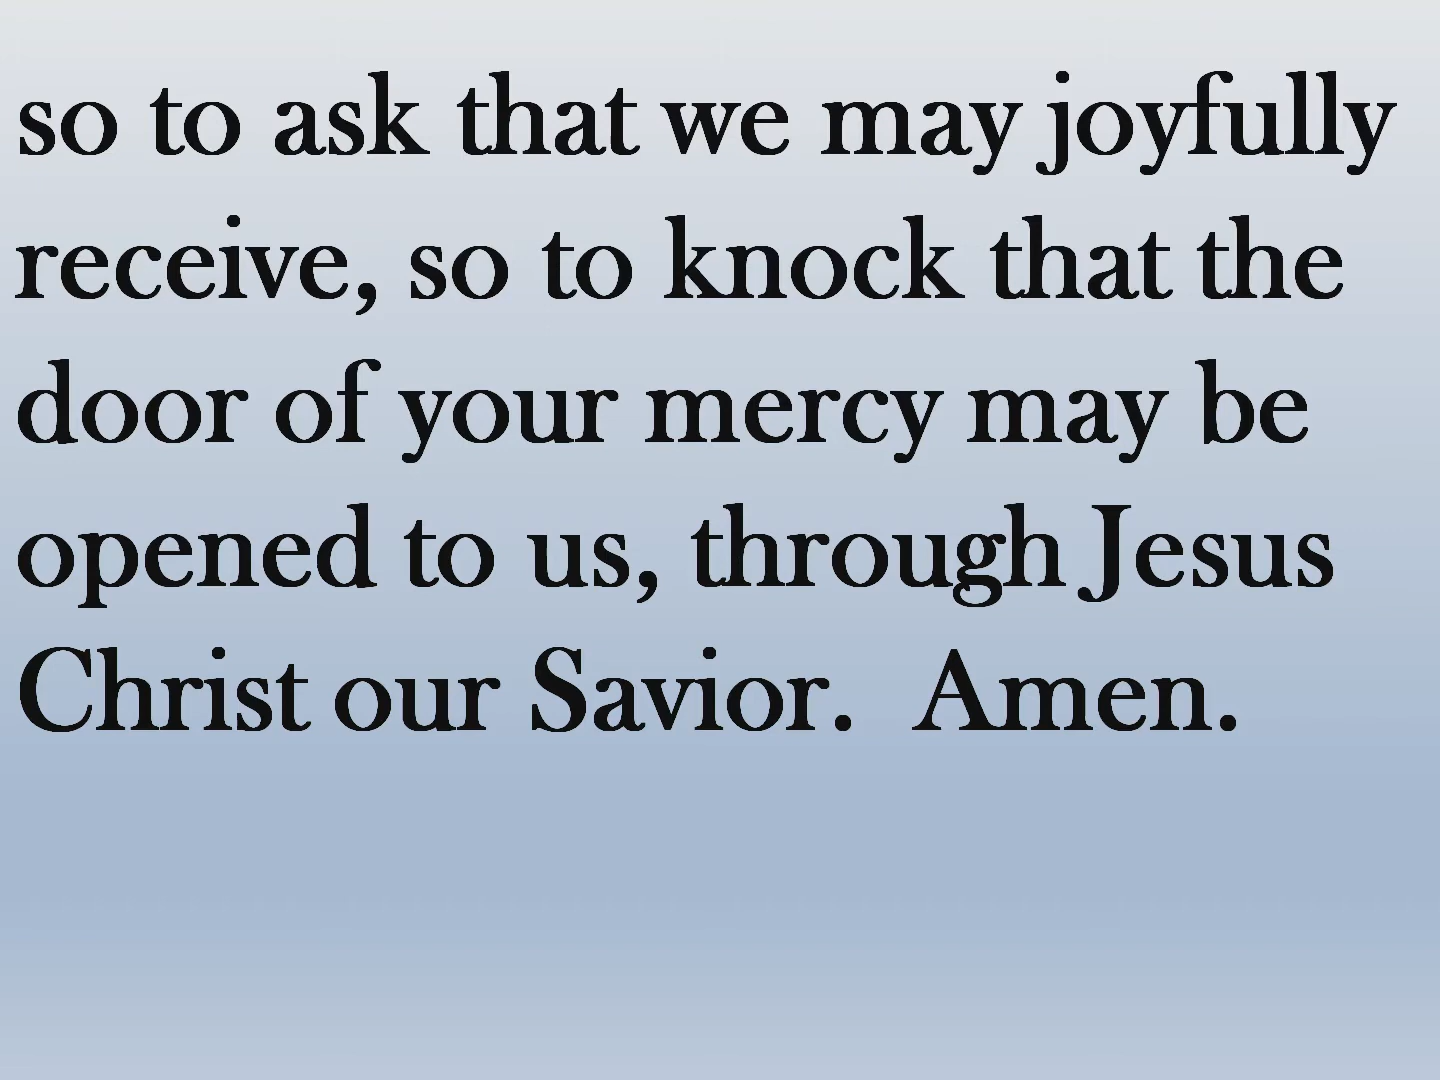 so to ask that we may joyfully
receive, so to knock that the
door of your mercy may be
opened to us, through Jesus
Christ our Savior.  Amen.